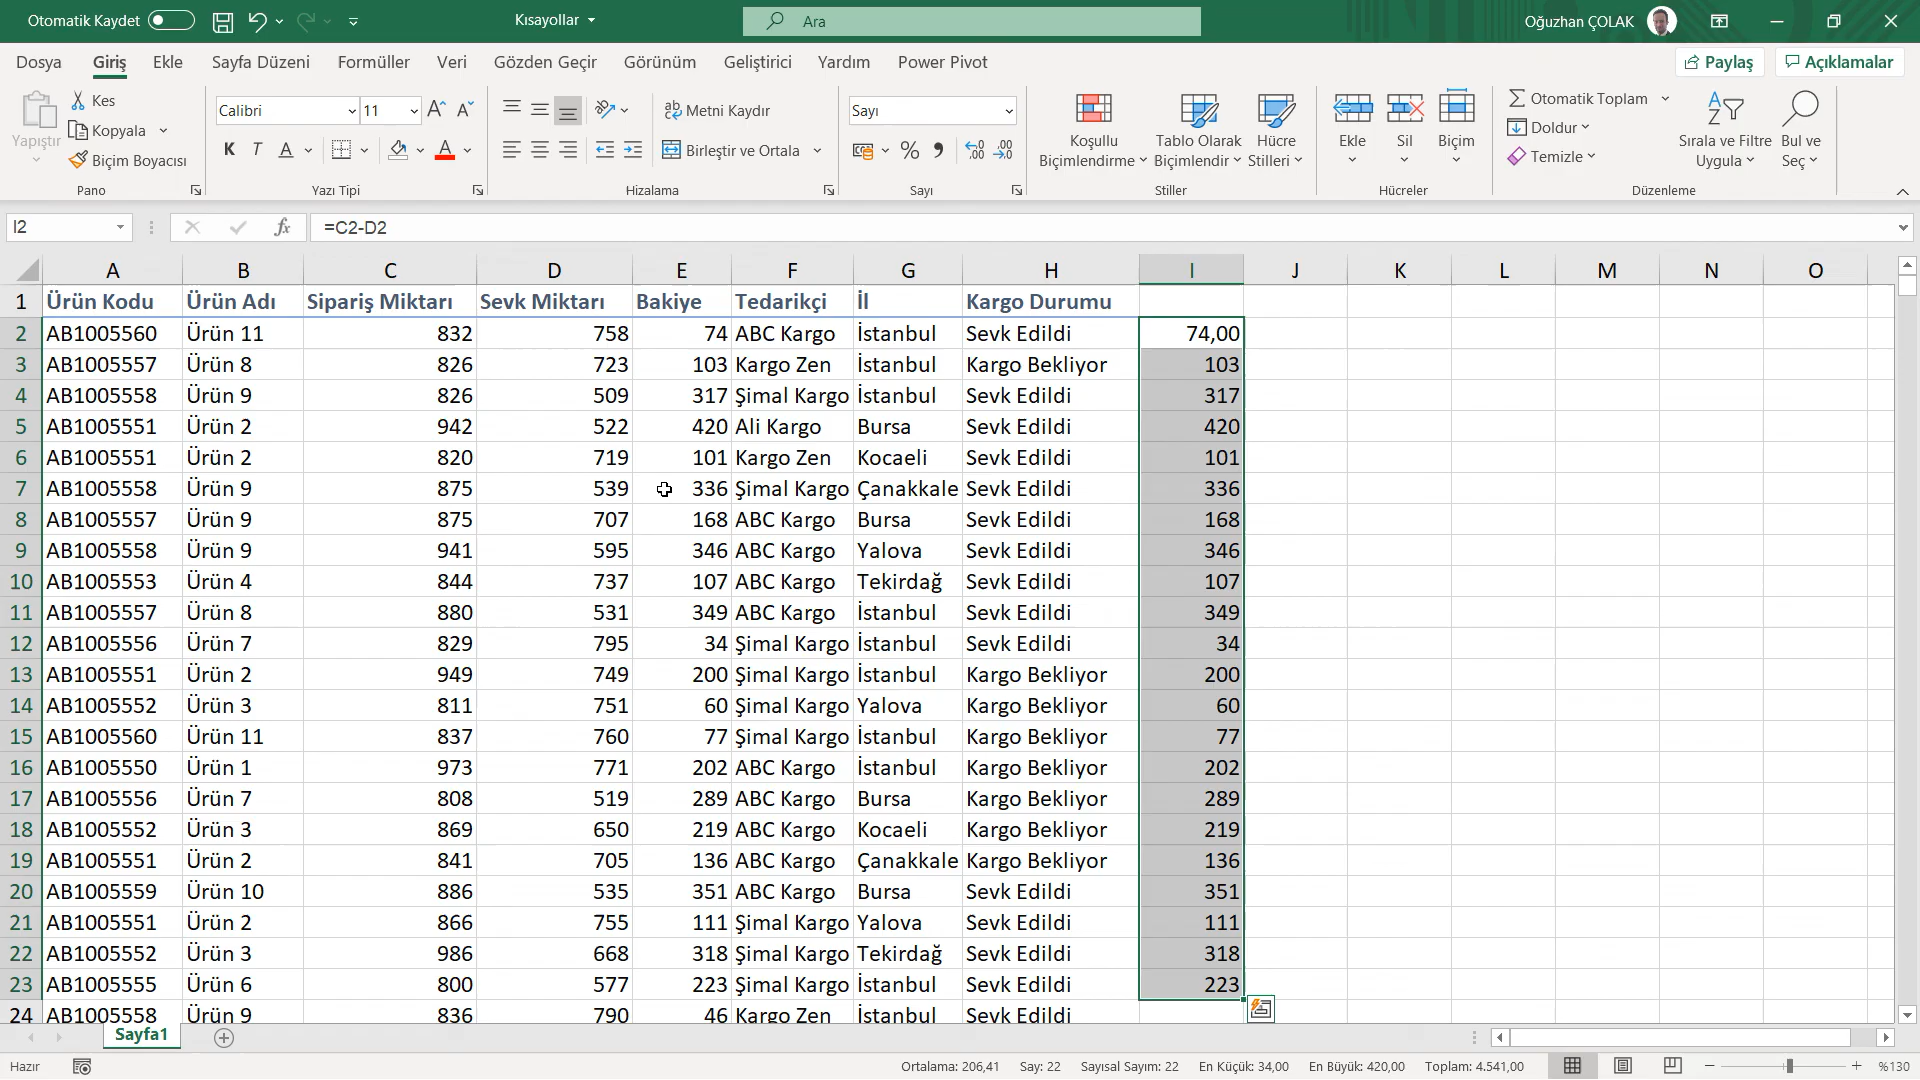 Otomatik Kaydet Kısayollar Ara Oğuzhan ÇOLAK
Dosya Giriş Ekle Sayfa Düzeni Formüller Veri Gözden Geçir Görünüm Geliştirici Yardım Power Pivot Paylaş Açıklamalar
Yapıştır
Kes
Kopyala
Biçim Boyacısı
Pano
Calibri 11
K T A A
Yazı Tipi
Metni Kaydır
Birleştir ve Ortala
Hizalama
Sayı
%
Sayı
Koşullu Biçimlendirme
Tablo Olarak Biçimlendir
Hücre Stilleri
Stiller
Ekle
Sil
Biçim
Hücreler
Otomatik Toplam
Doldur
Temizle
Sırala ve Filtre Uygula
Bul ve Seç
Düzenleme
I2 fx =C2-D2
A B C D E F G H I J K L M N O
1 Ürün Kodu Ürün Adı Sipariş Miktarı Sevk Miktarı Bakiye Tedarikçi İl Kargo Durumu
2 AB1005560 Ürün 11 832 758 74 ABC Kargo İstanbul Sevk Edildi 74,00
3 AB1005557 Ürün 8 826 723 103 Kargo Zen İstanbul Kargo Bekliyor 103
4 AB1005558 Ürün 9 826 509 317 Şimal Kargo İstanbul Sevk Edildi 317
5 AB1005551 Ürün 2 942 522 420 Ali Kargo Bursa Sevk Edildi 420
6 AB1005551 Ürün 2 820 719 101 Kargo Zen Kocaeli Sevk Edildi 101
7 AB1005558 Ürün 9 875 539 336 Şimal Kargo Çanakkale Sevk Edildi 336
8 AB1005557 Ürün 9 875 707 168 ABC Kargo Bursa Sevk Edildi 168
9 AB1005558 Ürün 9 941 595 346 ABC Kargo Yalova Sevk Edildi 346
10 AB1005553 Ürün 4 844 737 107 ABC Kargo Tekirdağ Sevk Edildi 107
11 AB1005557 Ürün 8 880 531 349 ABC Kargo İstanbul Sevk Edildi 349
12 AB1005556 Ürün 7 829 795 34 Şimal Kargo İstanbul Sevk Edildi 34
13 AB1005551 Ürün 2 949 749 200 Şimal Kargo İstanbul Kargo Bekliyor 200
14 AB1005552 Ürün 3 811 751 60 Şimal Kargo Yalova Kargo Bekliyor 60
15 AB1005560 Ürün 11 837 760 77 Şimal Kargo İstanbul Kargo Bekliyor 77
16 AB1005550 Ürün 1 973 771 202 ABC Kargo İstanbul Kargo Bekliyor 202
17 AB1005556 Ürün 7 808 519 289 ABC Kargo Bursa Kargo Bekliyor 289
18 AB1005552 Ürün 3 869 650 219 ABC Kargo Kocaeli Kargo Bekliyor 219
19 AB1005551 Ürün 2 841 705 136 ABC Kargo Çanakkale Kargo Bekliyor 136
20 AB1005559 Ürün 10 886 535 351 ABC Kargo Bursa Sevk Edildi 351
21 AB1005551 Ürün 2 866 755 111 Şimal Kargo Yalova Sevk Edildi 111
22 AB1005552 Ürün 3 986 668 318 Şimal Kargo Tekirdağ Sevk Edildi 318
23 AB1005555 Ürün 6 800 577 223 Şimal Kargo İstanbul Sevk Edildi 223
24 AB1005558 Ürün 9 836 790 46 Kargo Zen İstanbul Sevk Edildi
Sayfa1
Hazır Ortalama: 206,41 Say: 22 Sayısal Sayım: 22 En Küçük: 34,00 En Büyük: 420,00 Toplam: 4.541,00 %130